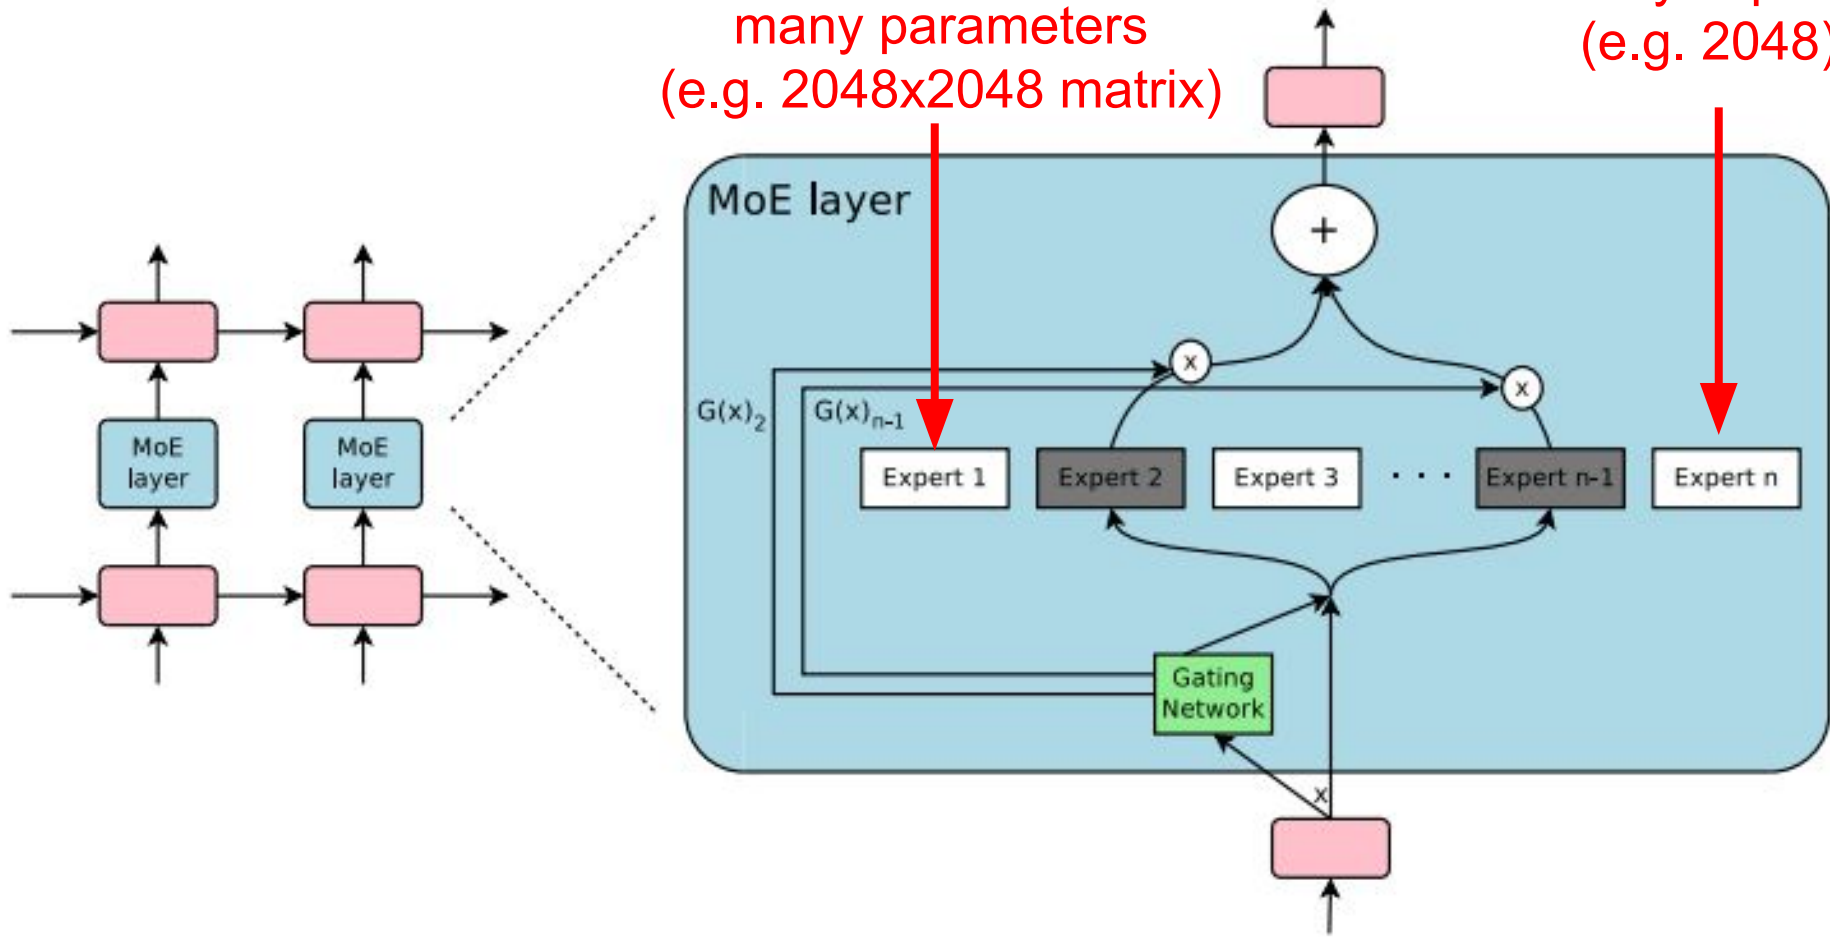 many parameters
(e.g. 2048x2048 matrix)
(e.g. 2048)
MoE layer
+
x
x
G(x)2
G(x)n-1
Expert 1
Expert 2
Expert 3
. . .
Expert n-1
Expert n
MoE
layer
MoE
layer
Gating
Network
x